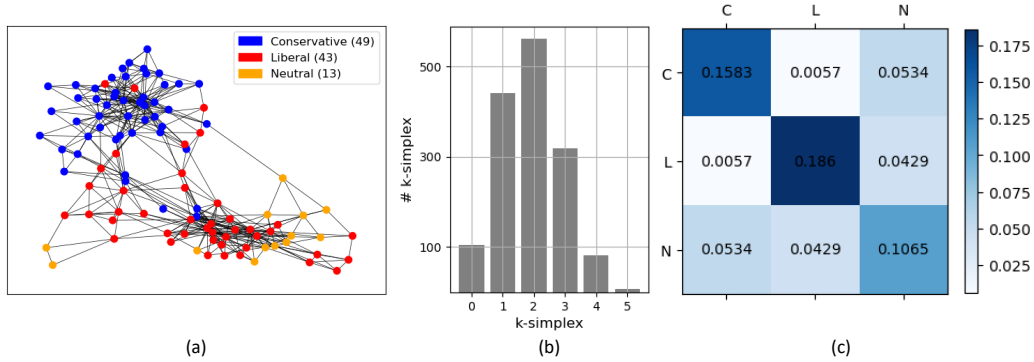 Conservative (49)
Liberal (43)
Neutral (13)
(a)
# k-simplex
500
300
100
0 1 2 3 4 5
k-simplex
(b)
C L N
C 0.1583 0.0057 0.0534
L 0.0057 0.186 0.0429
N 0.0534 0.0429 0.1065
0.175
0.150
0.125
0.100
0.075
0.050
0.025
(c)